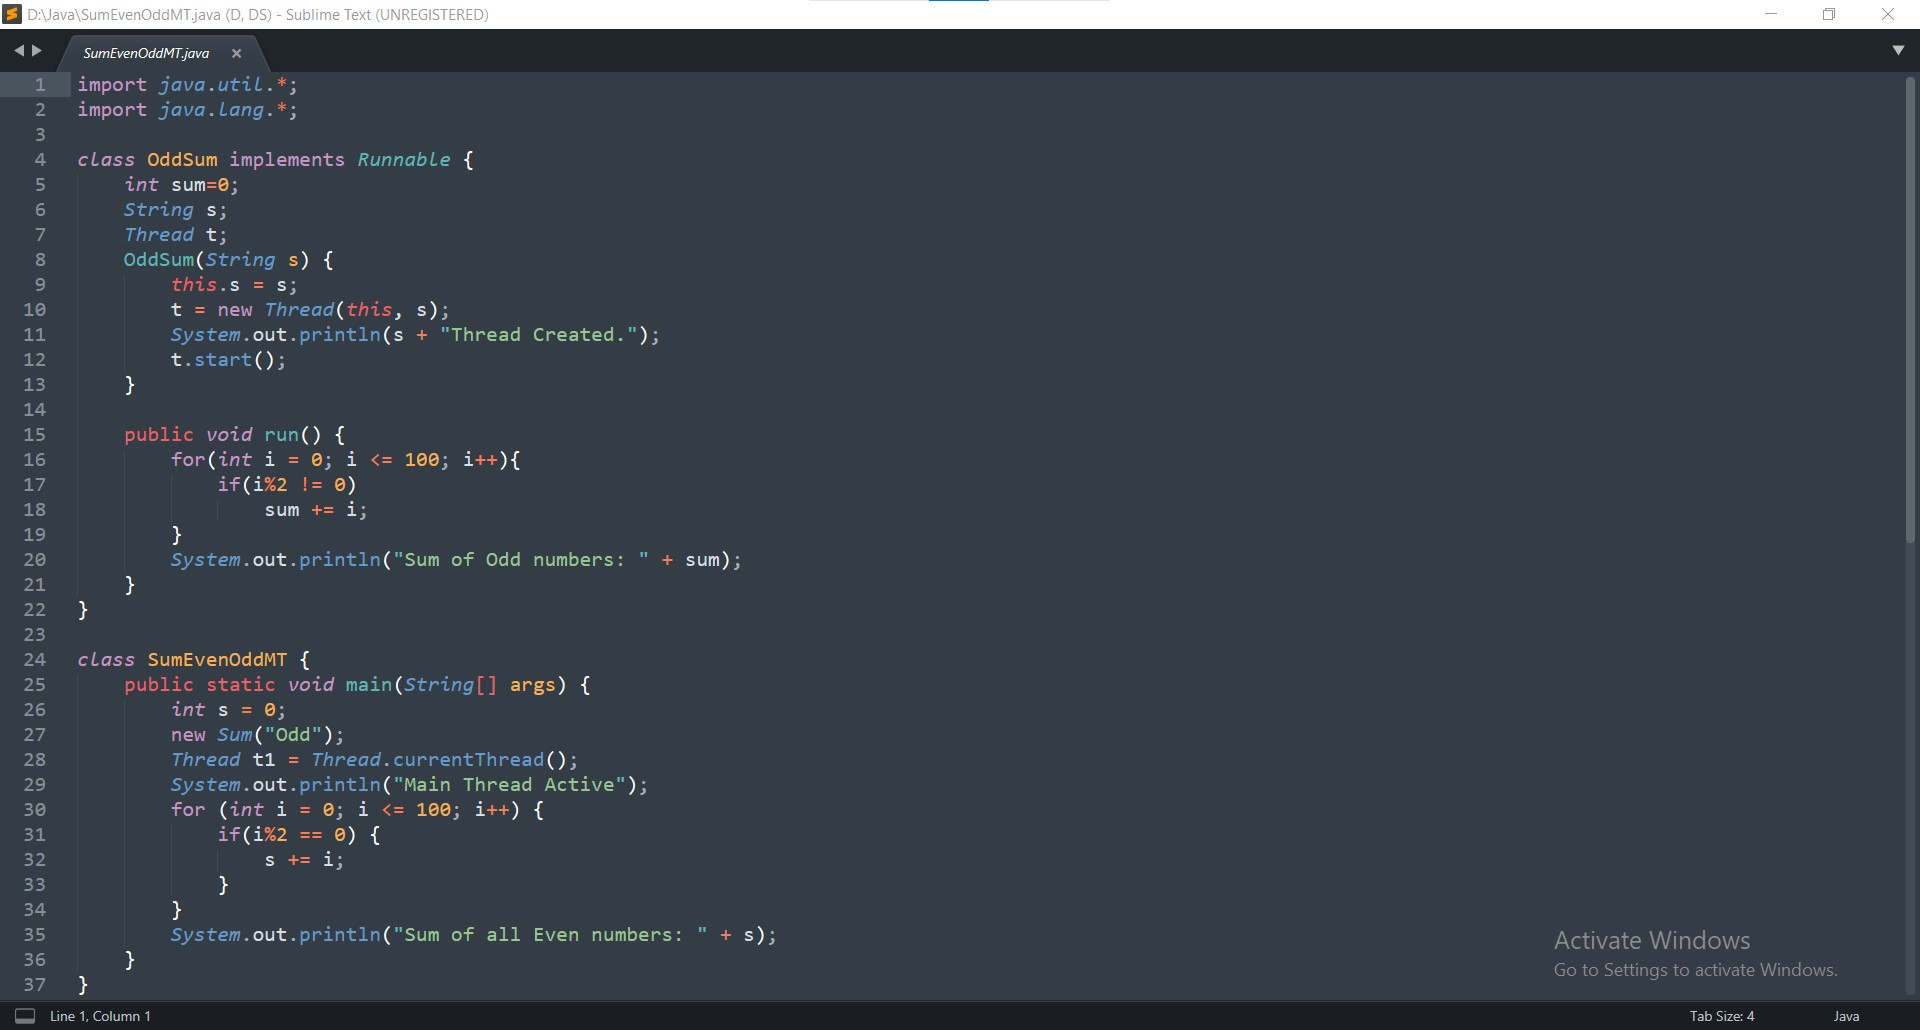 D:\Java\SumEvenOddMT.java (D, DS) - Sublime Text (UNREGISTERED)
SumEvenOddMT.java
1 import java.util.*;
2 import java.lang.*;
3
4 class OddSum implements Runnable {
5     int sum=0;
6     String s;
7     Thread t;
8     OddSum(String s) {
9         this.s = s;
10         t = new Thread(this, s);
11         System.out.println(s + "Thread Created.");
12         t.start();
13     }
14
15     public void run() {
16         for(int i = 0; i <= 100; i++){
17             if(i%2 != 0)
18                 sum += i;
19         }
20         System.out.println("Sum of Odd numbers: " + sum);
21     }
22 }
23
24 class SumEvenOddMT {
25     public static void main(String[] args) {
26         int s = 0;
27         new Sum("Odd");
28         Thread t1 = Thread.currentThread();
29         System.out.println("Main Thread Active");
30         for (int i = 0; i <= 100; i++) {
31             if(i%2 == 0) {
32                 s += i;
33             }
34         }
35         System.out.println("Sum of all Even numbers: " + s);
36     }
37 }
Activate Windows
Go to Settings to activate Windows.
Line 1, Column 1
Tab Size: 4
Java